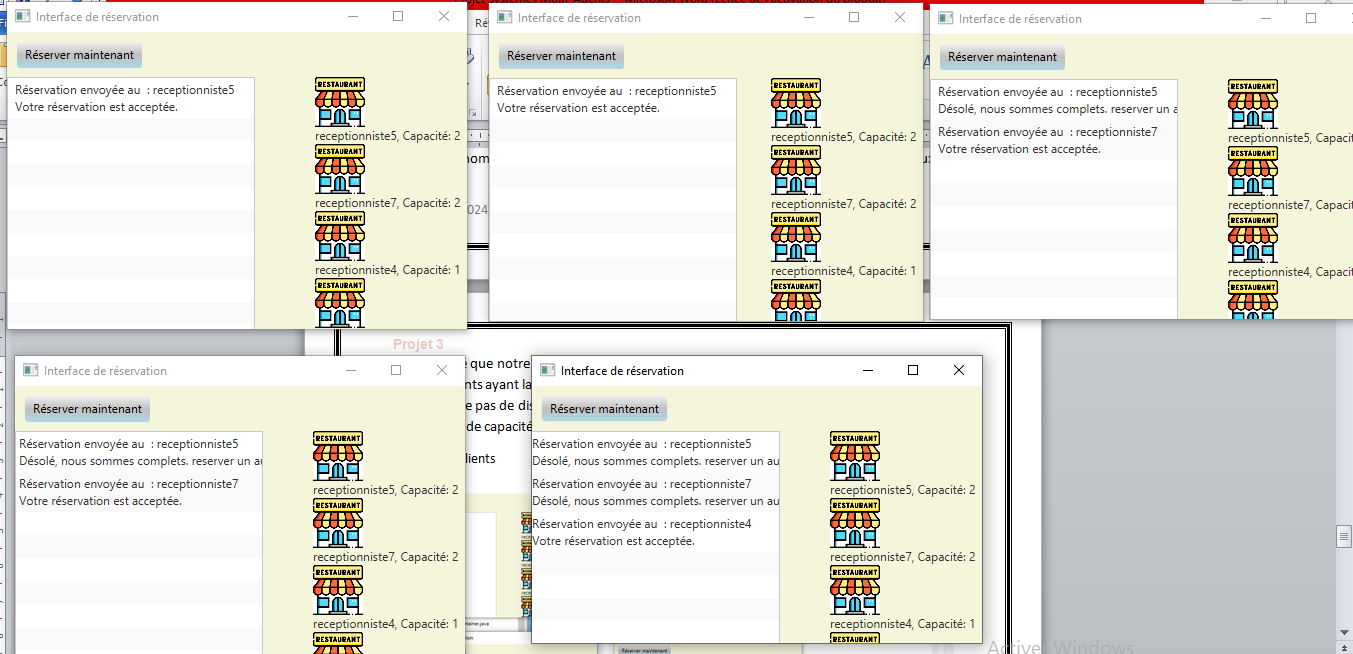 Interface de réservation
Réserver maintenant
Réservation envoyée au : receptionniste5
Votre réservation est acceptée.
RESTAURANT
receptionniste5, Capacité: 2
RESTAURANT
receptionniste7, Capacité: 2
RESTAURANT
receptionniste4, Capacité: 1
RESTAURANT
Interface de réservation
Réserver maintenant
Réservation envoyée au : receptionniste5
Votre réservation est acceptée.
RESTAURANT
receptionniste5, Capacité: 2
RESTAURANT
receptionniste7, Capacité: 2
RESTAURANT
receptionniste4, Capacité: 1
RESTAURANT
Interface de réservation
Réserver maintenant
Réservation envoyée au : receptionniste5
Désolé, nous sommes complets. reserver un a
Réservation envoyée au : receptionniste7
Votre réservation est acceptée.
RESTAURANT
receptionniste5, Capacit
RESTAURANT
receptionniste7, Capacit
RESTAURANT
receptionniste4, Capacit
RESTAURANT
nom
024
Projet 3
que notre
nts ayant la
e pas de dis
de capacité
lients
Interface de réservation
Réserver maintenant
Réservation envoyée au : receptionniste5
Désolé, nous sommes complets. reserver un au
Réservation envoyée au : receptionniste7
Votre réservation est acceptée.
RESTAURANT
receptionniste5, Capacité: 2
RESTAURANT
receptionniste7, Capacité: 2
RESTAURANT
receptionniste4, Capacité: 1
RESTAURANT
Interface de réservation
Réserver maintenant
Réservation envoyée au : receptionniste5
Désolé, nous sommes complets. reserver un au
Réservation envoyée au : receptionniste7
Désolé, nous sommes complets. reserver un au
Réservation envoyée au : receptionniste4
Votre réservation est acceptée.
RESTAURANT
receptionniste5, Capacité: 2
RESTAURANT
receptionniste7, Capacité: 2
RESTAURANT
receptionniste4, Capacité: 1
RESTAURANT
Réserver maintenant
Windows